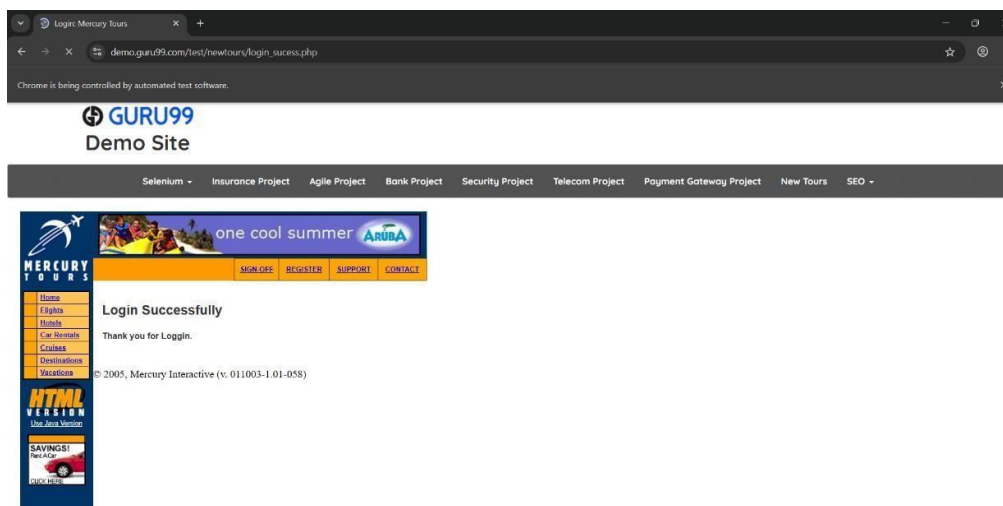 Login: Mercury Tours
demo.guru99.com/test/newtours/login_sucess.php
Chrome is being controlled by automated test software.
GURU99
Demo Site
Selenium Insurance Project Agile Project Bank Project Security Project Telecom Project Payment Gateway Project New Tours SEO
one cool summer ARUBA
MERCURY
TOURS
SIGN-OFF REGISTER SUPPORT CONTACT
Home
Flights
Hotels
Car Rentals
Cruises
Destinations
Vacations
Login Successfully
Thank you for Loggin.
© 2005, Mercury Interactive (v. 011003-1.01-058)
HTML
VERSION
Use Java Version
SAVINGS!
Rent A Car
CLICK HERE